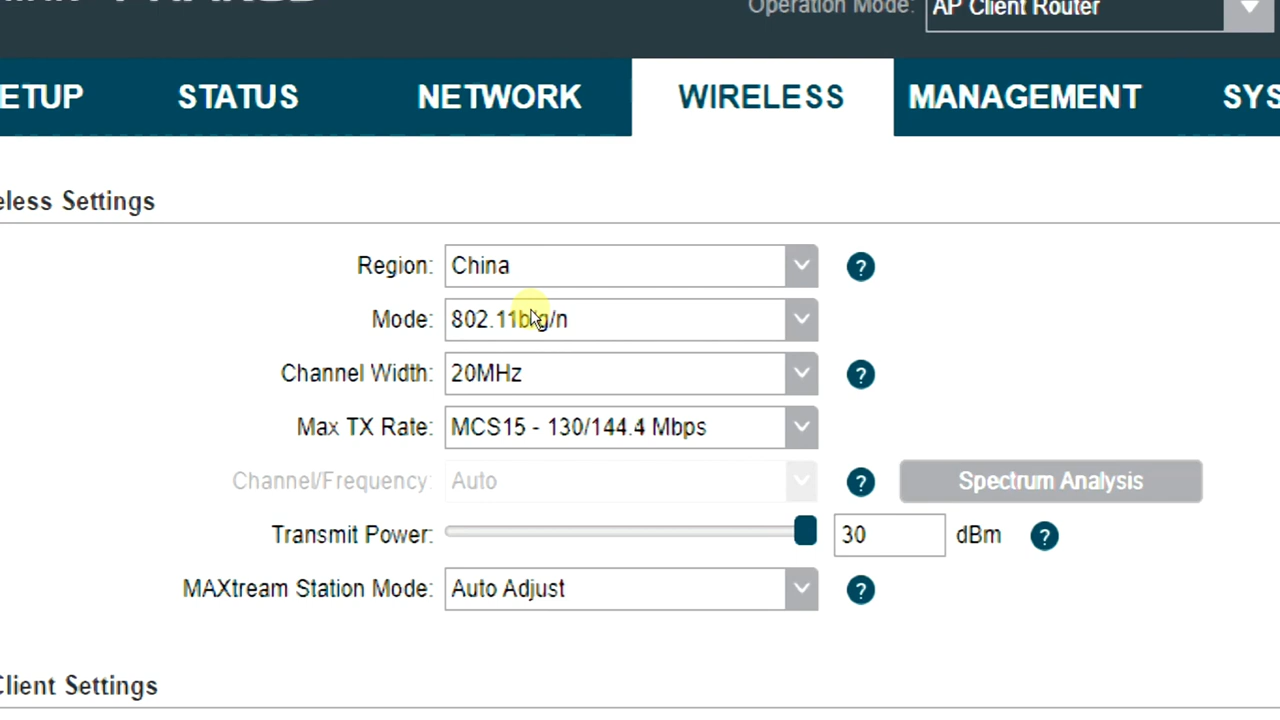 Operation Mode: AP Client Router
ETUP STATUS NETWORK WIRELESS MANAGEMENT SYS
eless Settings
Region: China ?
Mode: 802.11b/g/n
Channel Width: 20MHz ?
Max TX Rate: MCS15 - 130/144.4 Mbps
Channel/Frequency: Auto ? Spectrum Analysis
Transmit Power: 30 dBm ?
MAXtream Station Mode: Auto Adjust ?
Client Settings